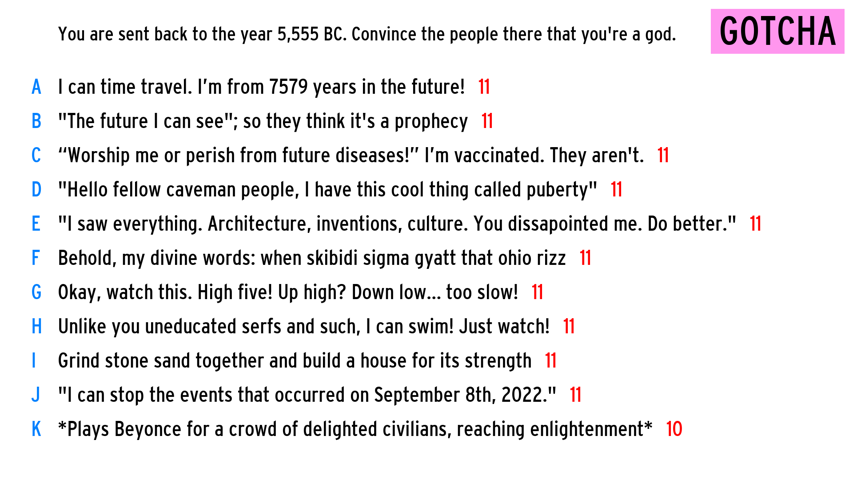 You are sent back to the year 5,555 BC. Convince the people there that you're a god.
GOTCHA
A I can time travel. I’m from 7579 years in the future! 11
B "The future I can see"; so they think it's a prophecy 11
C “Worship me or perish from future diseases!” I’m vaccinated. They aren't. 11
D "Hello fellow caveman people, I have this cool thing called puberty" 11
E "I saw everything. Architecture, inventions, culture. You dissapointed me. Do better." 11
F Behold, my divine words: when skibidi sigma gyatt that ohio rizz 11
G Okay, watch this. High five! Up high? Down low... too slow! 11
H Unlike you uneducated serfs and such, I can swim! Just watch! 11
I Grind stone sand together and build a house for its strength 11
J "I can stop the events that occurred on September 8th, 2022." 11
K *Plays Beyonce for a crowd of delighted civilians, reaching enlightenment* 10